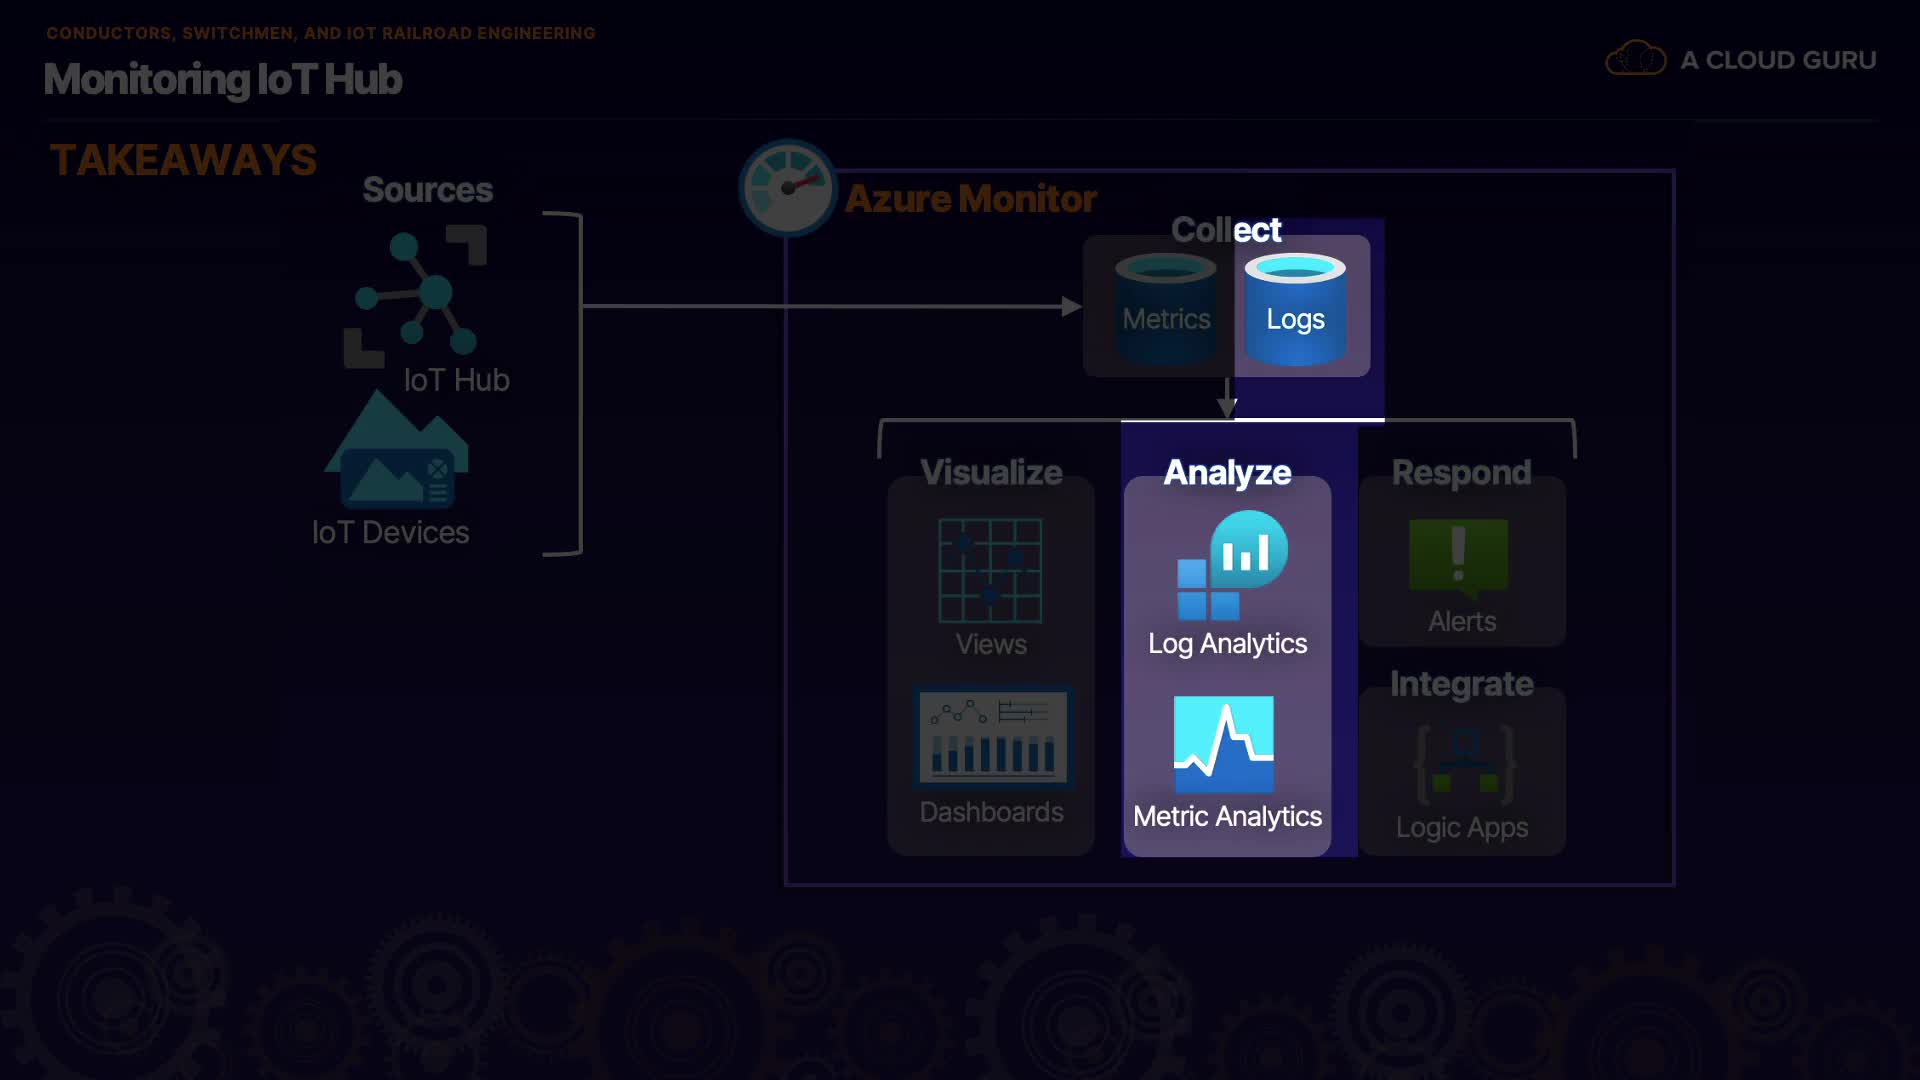 CONDUCTORS, SWITCHMEN, AND IOT RAILROAD ENGINEERING
Monitoring IoT Hub
A CLOUD GURU
TAKEAWAYS
Sources
IoT Hub
IoT Devices
Azure Monitor
Collect
Metrics
Logs
Visualize
Views
Dashboards
Analyze
Log Analytics
Metric Analytics
Respond
Alerts
Integrate
Logic Apps